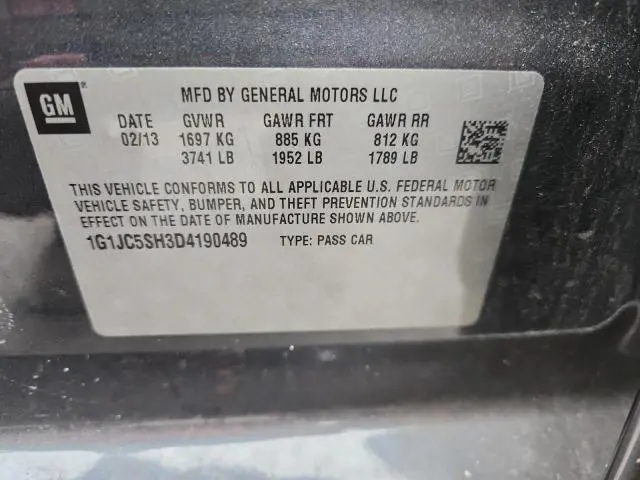 GM ® MFD BY GENERAL MOTORS LLC
DATE GVWR GAWR FRT GAWR RR
02/13 1697 KG 885 KG 812 KG
3741 LB 1952 LB 1789 LB
THIS VEHICLE CONFORMS TO ALL APPLICABLE U.S. FEDERAL MOTOR
VEHICLE SAFETY, BUMPER, AND THEFT PREVENTION STANDARDS IN
EFFECT ON THE DATE OF MANUFACTURE SHOWN ABOVE.
1G1JC5SH3D4190489 TYPE: PASS CAR